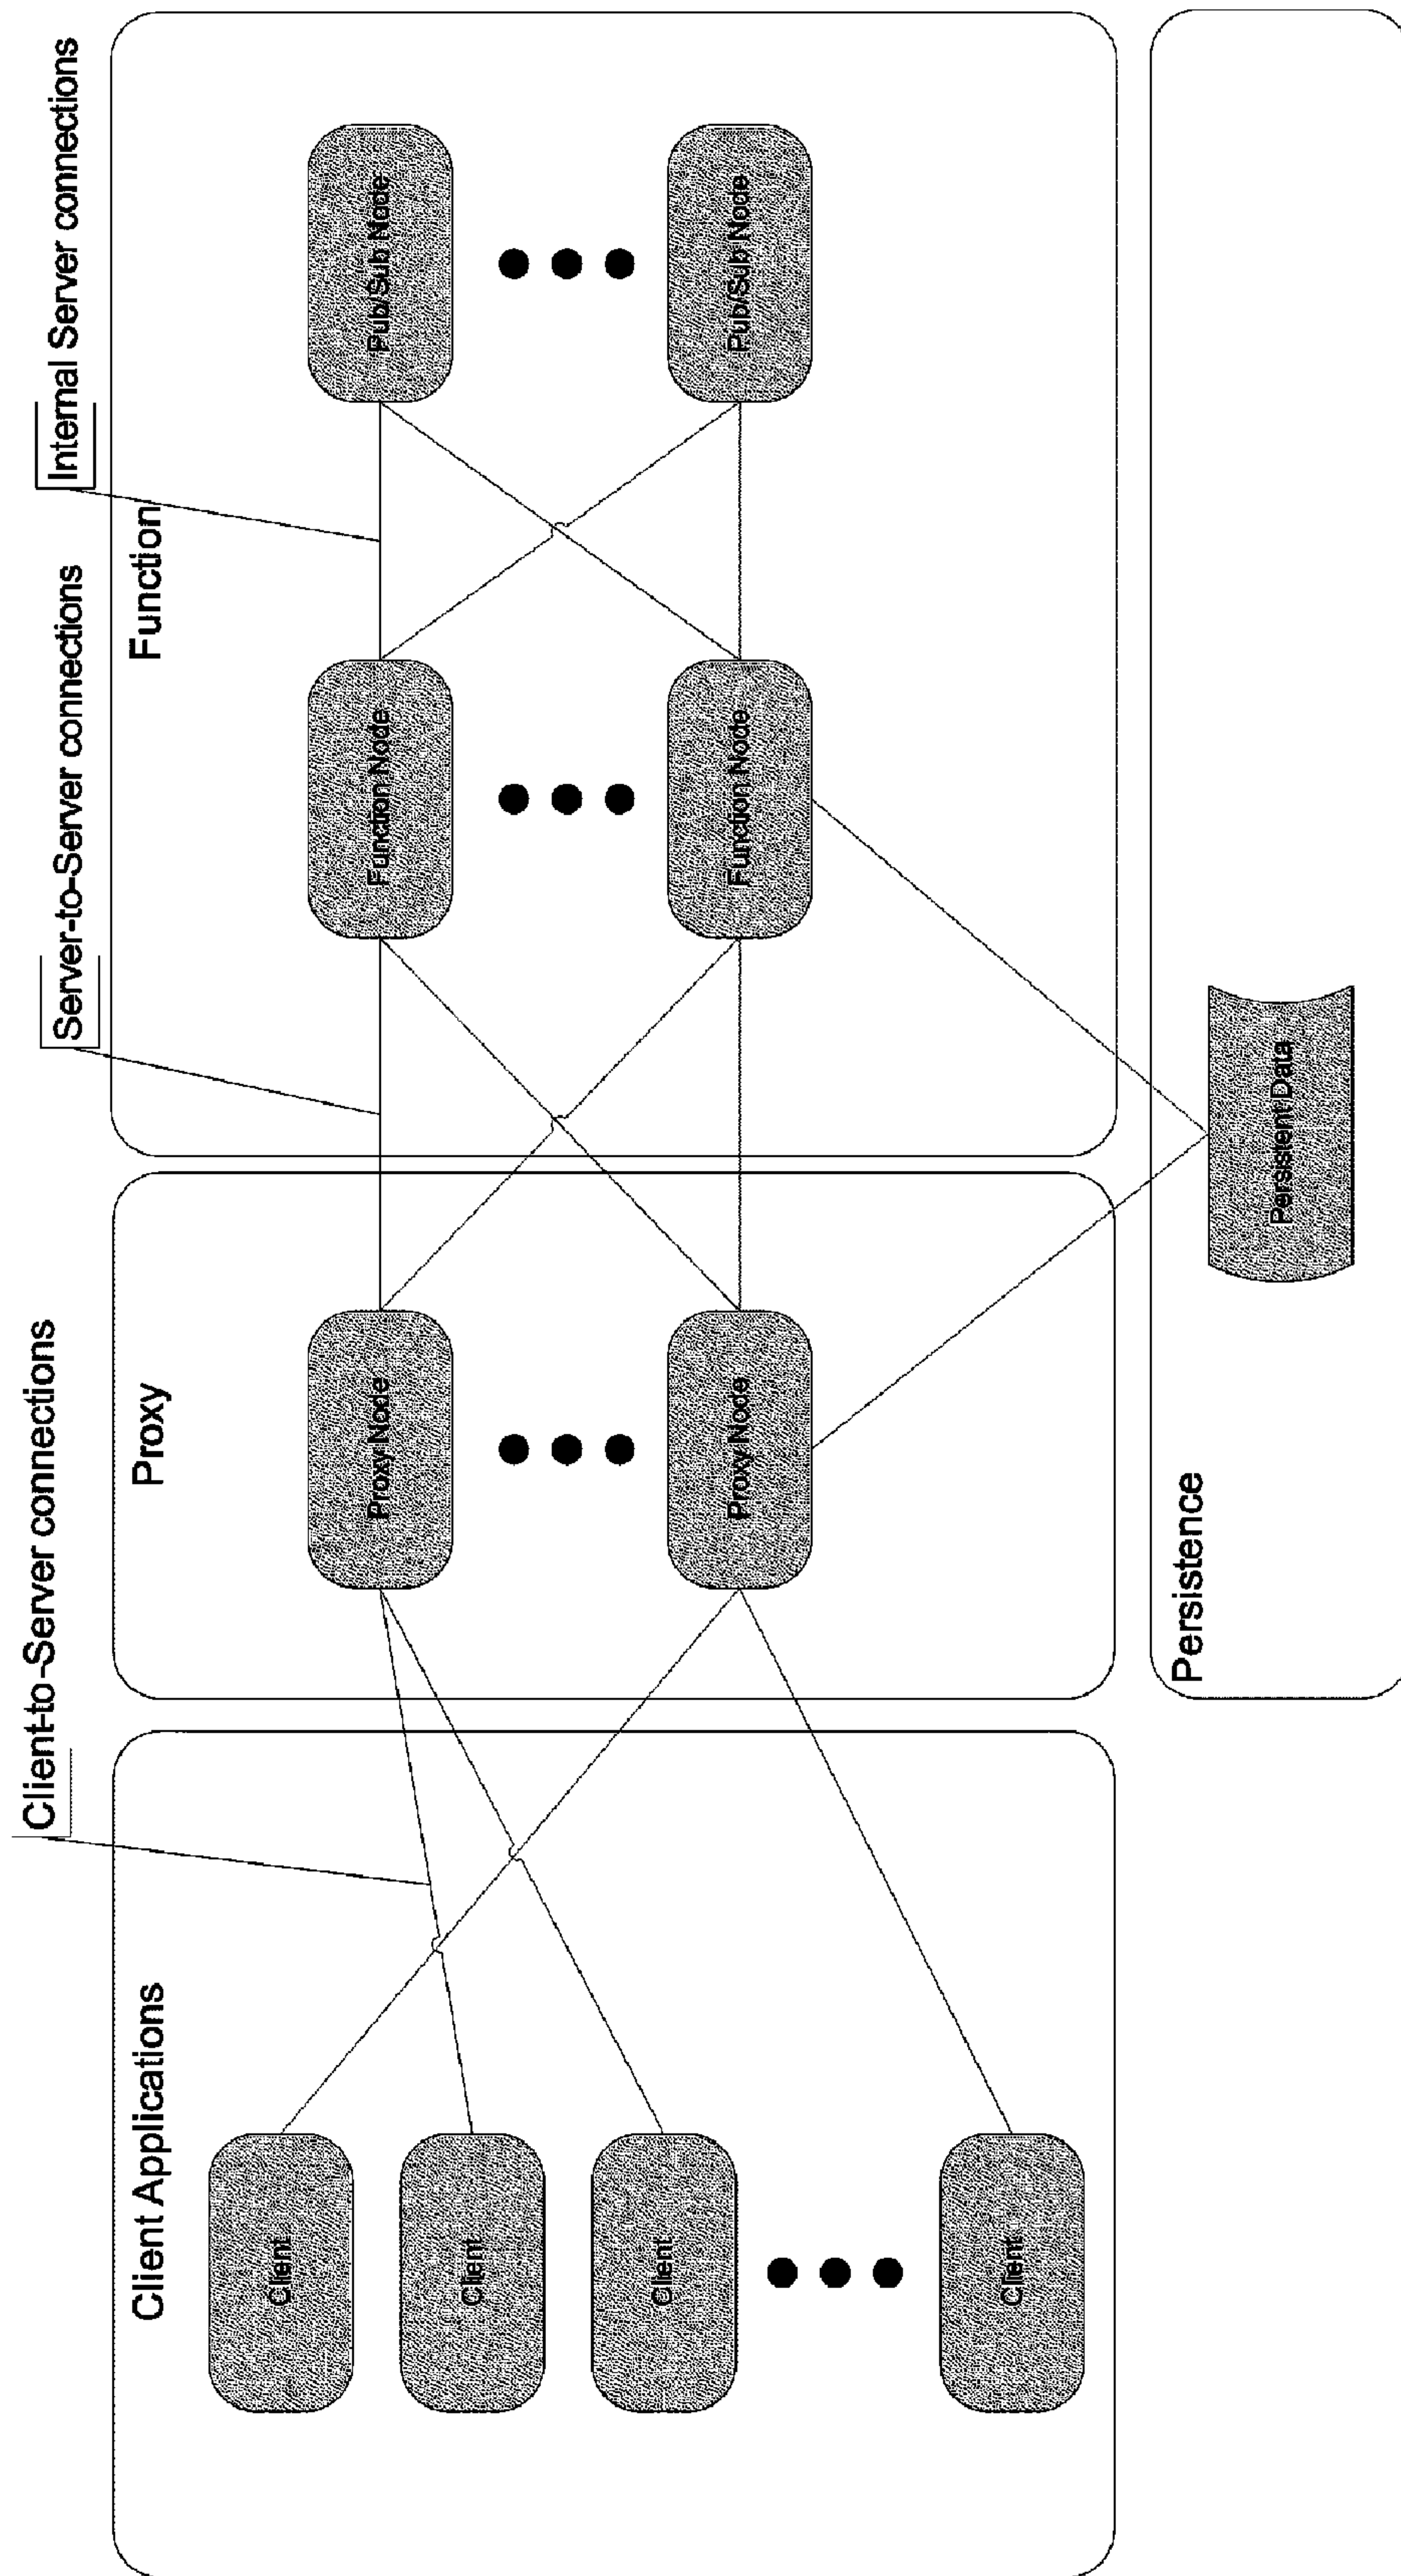 Client-to-Server connections
Server-to-Server connections
Internal Server connections
Client Applications
Proxy
Function
Client
Client
Client
Client
Proxy Node
Proxy Node
Function Node
Function Node
Pub/Sub Node
Pub/Sub Node
Persistence
Persistent Data